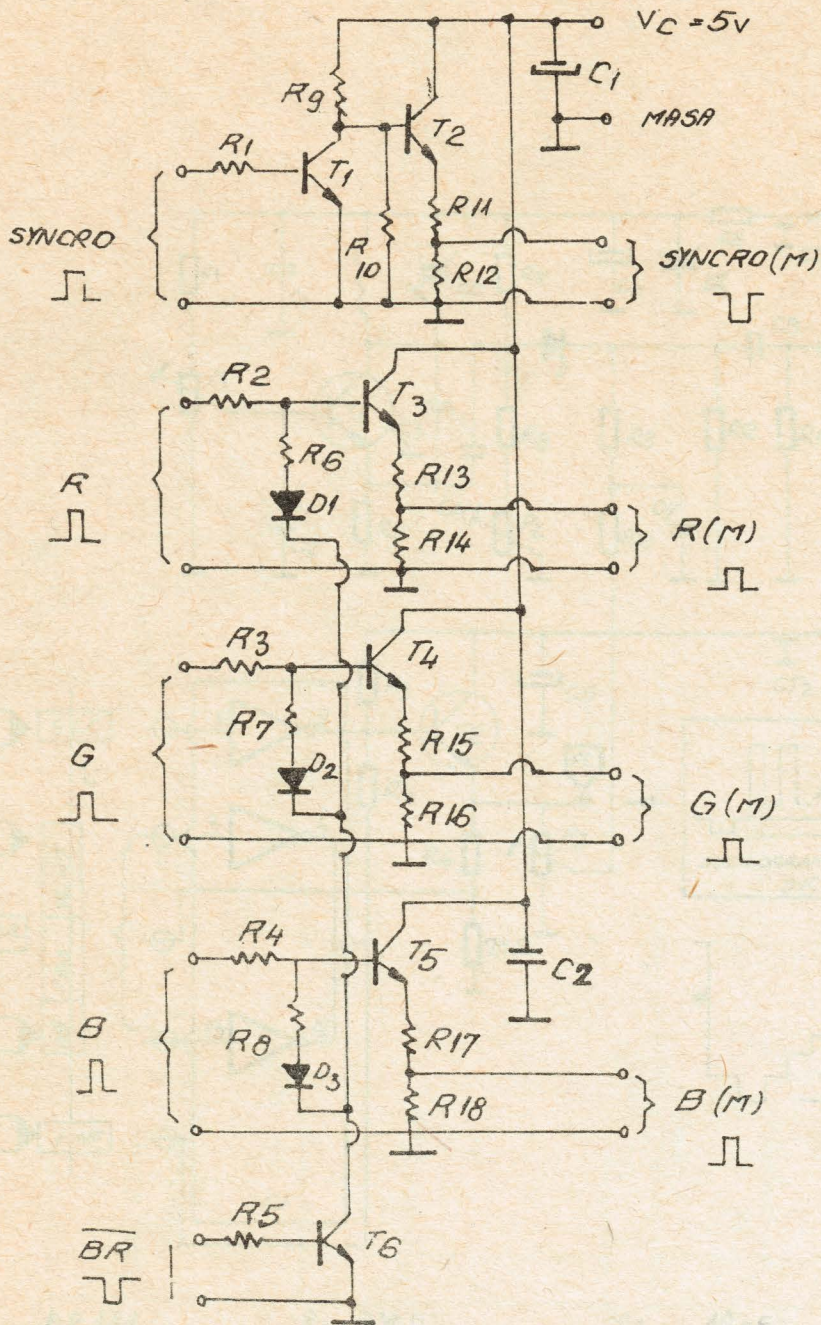 VC = 5V
C1
MASA
R9
T2
R1
T1
R11
SYNCRO
R10
R12
SYNCRO(M)
R2
T3
R6
R13
R
D1
R14
R(M)
R3
T4
R7
R15
G
D2
R16
G(M)
R4
T5
C2
R8
R17
B
D3
R18
B(M)
R5
BR
T6